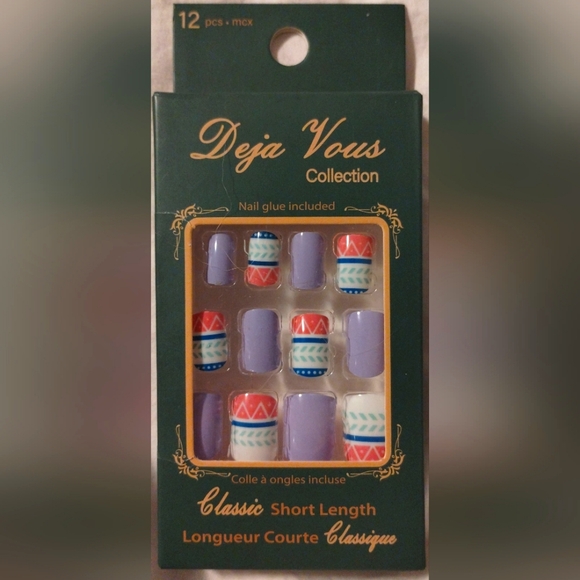 12 pcs • mcx
Deja Vous
Collection
Nail glue included
Colle à ongles incluse
Classic Short Length
Longueur Courte Classique